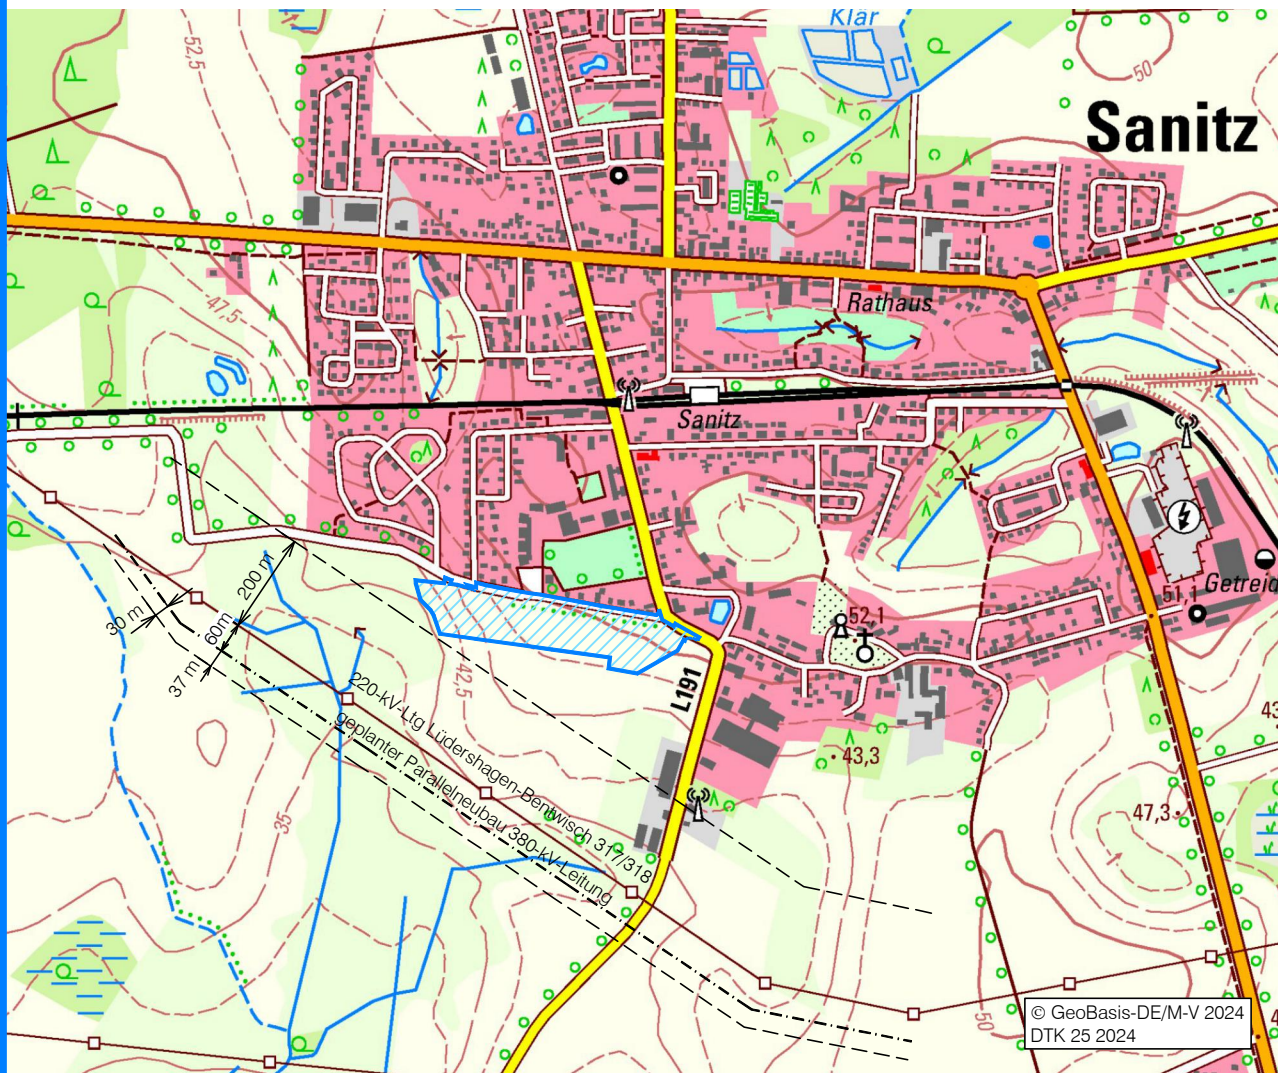 Klär
52,5
50
Sanitz
47,5
Rathaus
Sanitz
Getreid
51,1
52,1
200 m
60m
30 m
37 m
42,5
L191
220-kV-Ltg Lüdershagen-Bentwisch 317/318
geplanter Parallelneubau 380-kV-Leitung
43,3
43
47,3
35
50
© GeoBasis-DE/M-V 2024
DTK 25 2024
4